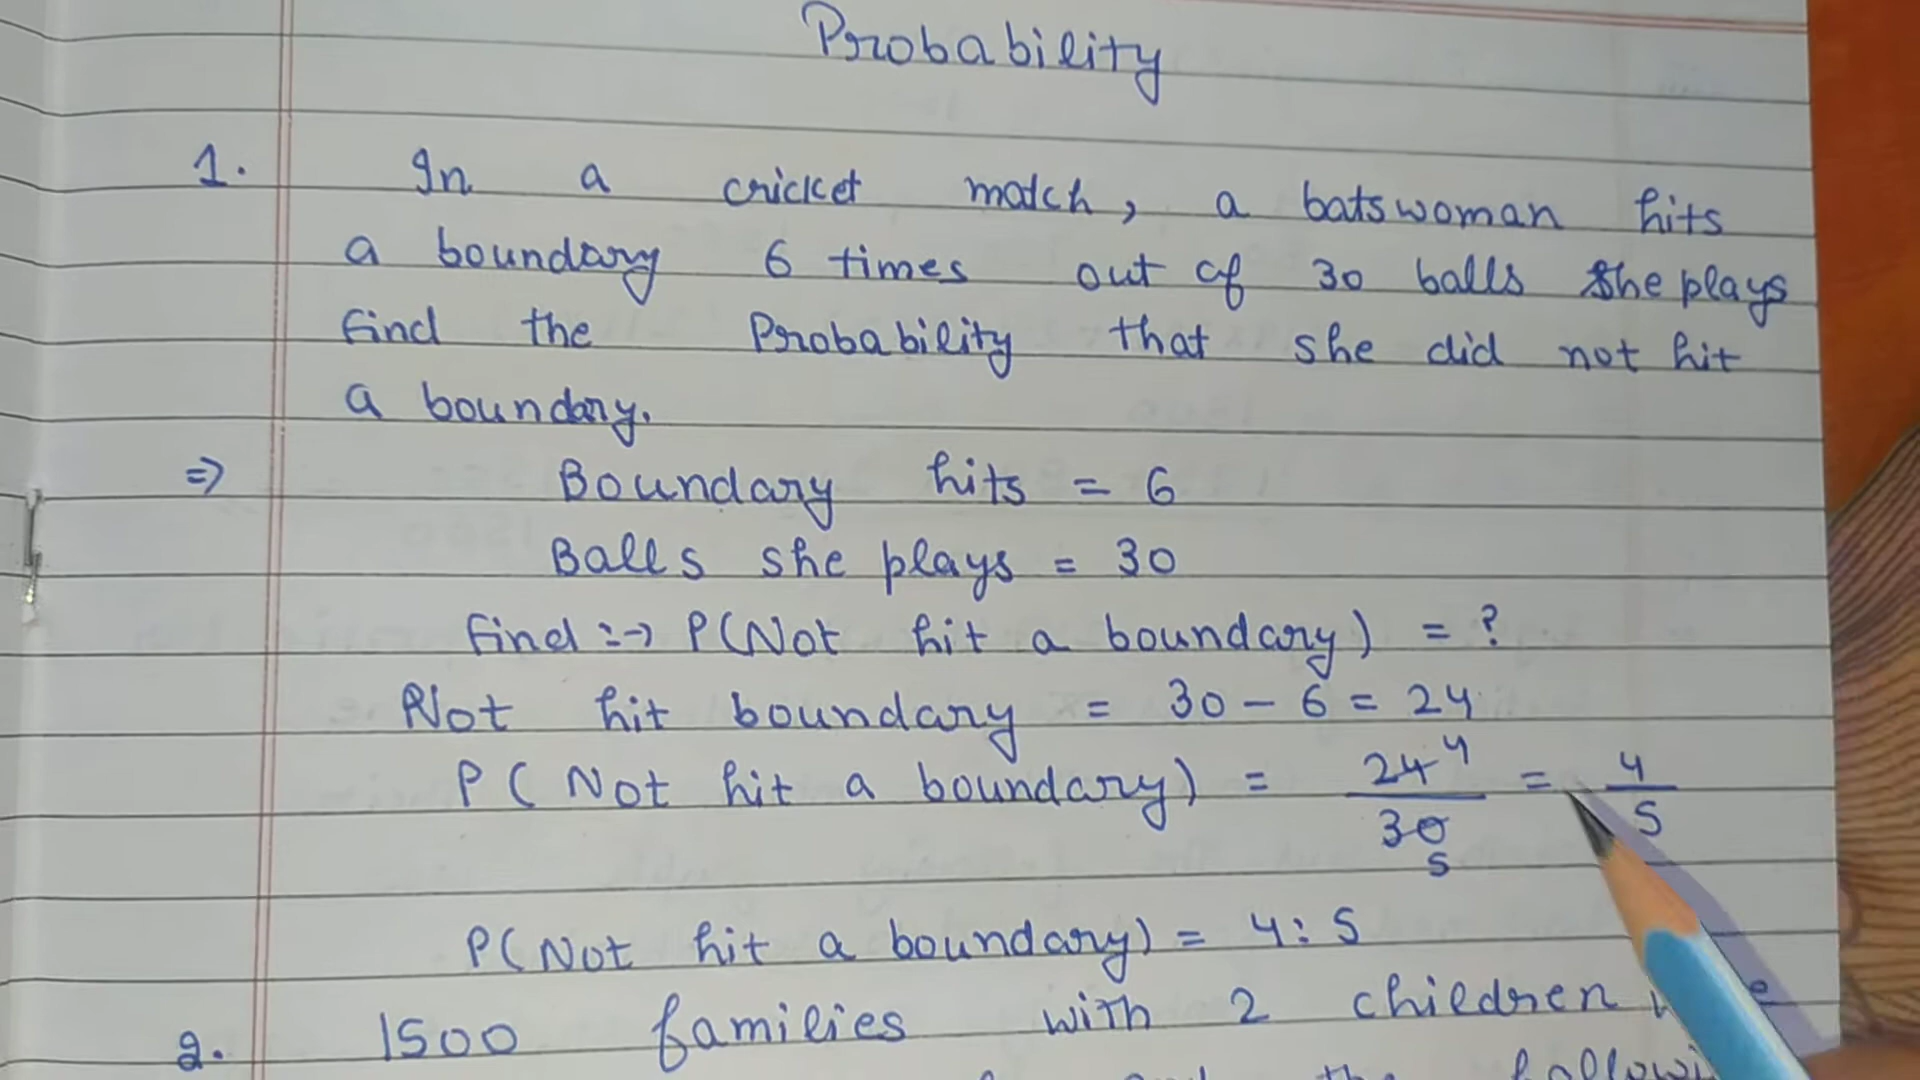 Probability
1. In a cricket match, a batswoman hits
a boundary 6 times out of 30 balls she plays
find the Probability that she did not hit
a boundary.
=> Boundary hits = 6
Balls she plays = 30
find :→ P(Not hit a boundary) = ?
Not hit boundary = 30 - 6 = 24
P(Not hit a boundary) = 24 4 / 30 5 = 4/5
P(Not hit a boundary) = 4:5
2. 1500 families with 2 children
the